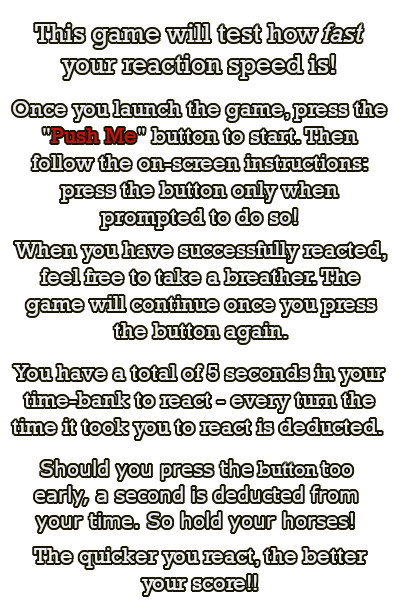 This game will test how fast
your reaction speed is!
Once you launch the game, press the
"Push Me" button to start. Then
follow the on-screen instructions:
press the button only when
prompted to do so!
When you have successfully reacted,
feel free to take a breather. The
game will continue once you press
the button again.
You have a total of 5 seconds in your
time-bank to react - every turn the
time it took you to react is deducted.
Should you press the button too
early, a second is deducted from
your time. So hold your horses!
The quicker you react, the better
your score!!